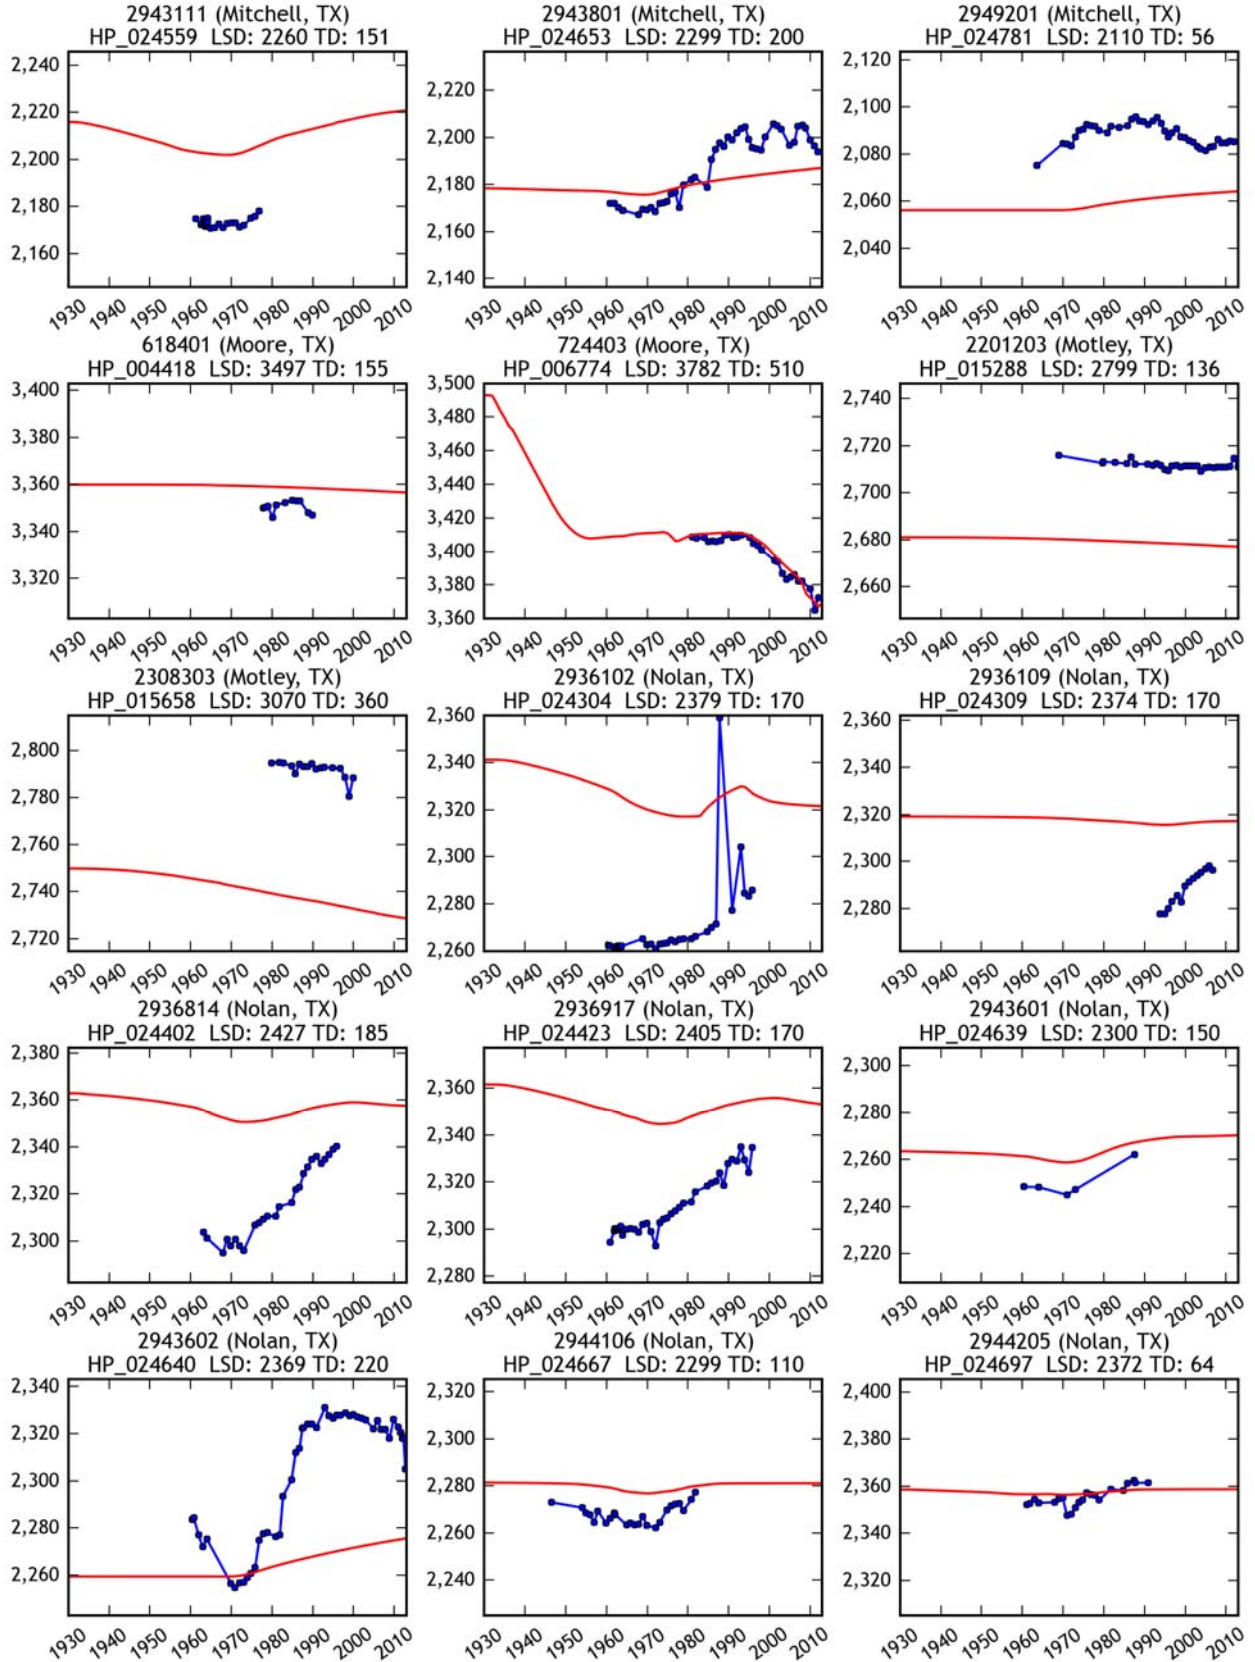 2943111 (Mitchell, TX)
HP_024559 LSD: 2260 TD: 151
2,240
2,220
2,200
2,180
2,160
1930 1940 1950 1960 1970 1980 1990 2000 2010
2943801 (Mitchell, TX)
HP_024653 LSD: 2299 TD: 200
2,220
2,200
2,180
2,160
2,140
1930 1940 1950 1960 1970 1980 1990 2000 2010
2949201 (Mitchell, TX)
HP_024781 LSD: 2110 TD: 56
2,120
2,100
2,080
2,060
2,040
1930 1940 1950 1960 1970 1980 1990 2000 2010
618401 (Moore, TX)
HP_004418 LSD: 3497 TD: 155
3,400
3,380
3,360
3,340
3,320
1930 1940 1950 1960 1970 1980 1990 2000 2010
724403 (Moore, TX)
HP_006774 LSD: 3782 TD: 510
3,500
3,480
3,460
3,440
3,420
3,400
3,380
3,360
1930 1940 1950 1960 1970 1980 1990 2000 2010
2201203 (Motley, TX)
HP_015288 LSD: 2799 TD: 136
2,740
2,720
2,700
2,680
2,660
1930 1940 1950 1960 1970 1980 1990 2000 2010
2308303 (Motley, TX)
HP_015658 LSD: 3070 TD: 360
2,800
2,780
2,760
2,740
2,720
1930 1940 1950 1960 1970 1980 1990 2000 2010
2936102 (Nolan, TX)
HP_024304 LSD: 2379 TD: 170
2,360
2,340
2,320
2,300
2,280
2,260
1930 1940 1950 1960 1970 1980 1990 2000 2010
2936109 (Nolan, TX)
HP_024309 LSD: 2374 TD: 170
2,360
2,340
2,320
2,300
2,280
1930 1940 1950 1960 1970 1980 1990 2000 2010
2936814 (Nolan, TX)
HP_024402 LSD: 2427 TD: 185
2,380
2,360
2,340
2,320
2,300
1930 1940 1950 1960 1970 1980 1990 2000 2010
2936917 (Nolan, TX)
HP_024423 LSD: 2405 TD: 170
2,360
2,340
2,320
2,300
2,280
1930 1940 1950 1960 1970 1980 1990 2000 2010
2943601 (Nolan, TX)
HP_024639 LSD: 2300 TD: 150
2,300
2,280
2,260
2,240
2,220
1930 1940 1950 1960 1970 1980 1990 2000 2010
2943602 (Nolan, TX)
HP_024640 LSD: 2369 TD: 220
2,340
2,320
2,300
2,280
2,260
1930 1940 1950 1960 1970 1980 1990 2000 2010
2944106 (Nolan, TX)
HP_024667 LSD: 2299 TD: 110
2,320
2,300
2,280
2,260
2,240
1930 1940 1950 1960 1970 1980 1990 2000 2010
2944205 (Nolan, TX)
HP_024697 LSD: 2372 TD: 64
2,400
2,380
2,360
2,340
2,320
1930 1940 1950 1960 1970 1980 1990 2000 2010